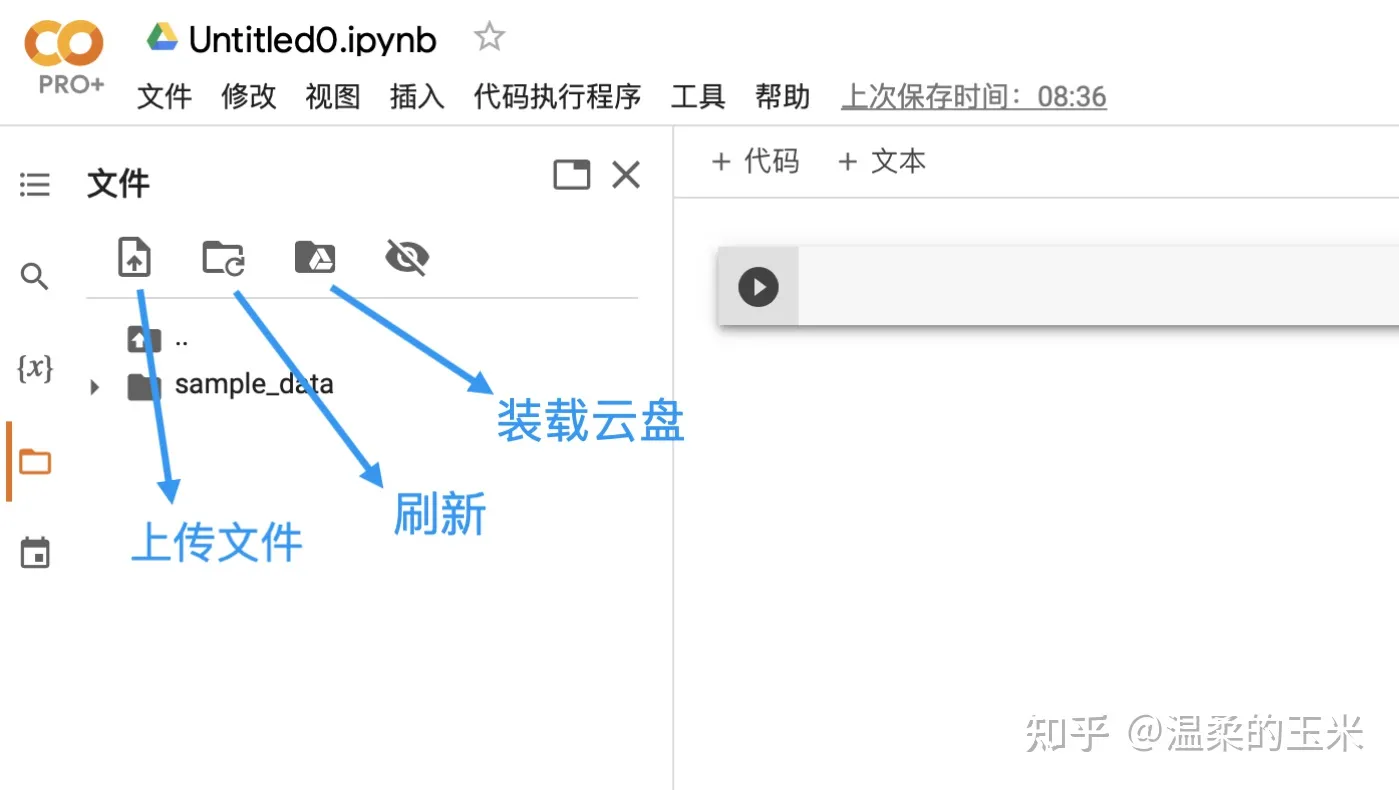 Untitled0.ipynb
PRO+
文件 修改 视图 插入 代码执行程序 工具 帮助 上次保存时间：08:36
文件
+ 代码 + 文本
..
{x}
sample_data
装载云盘
刷新
上传文件
知乎 @温柔的玉米